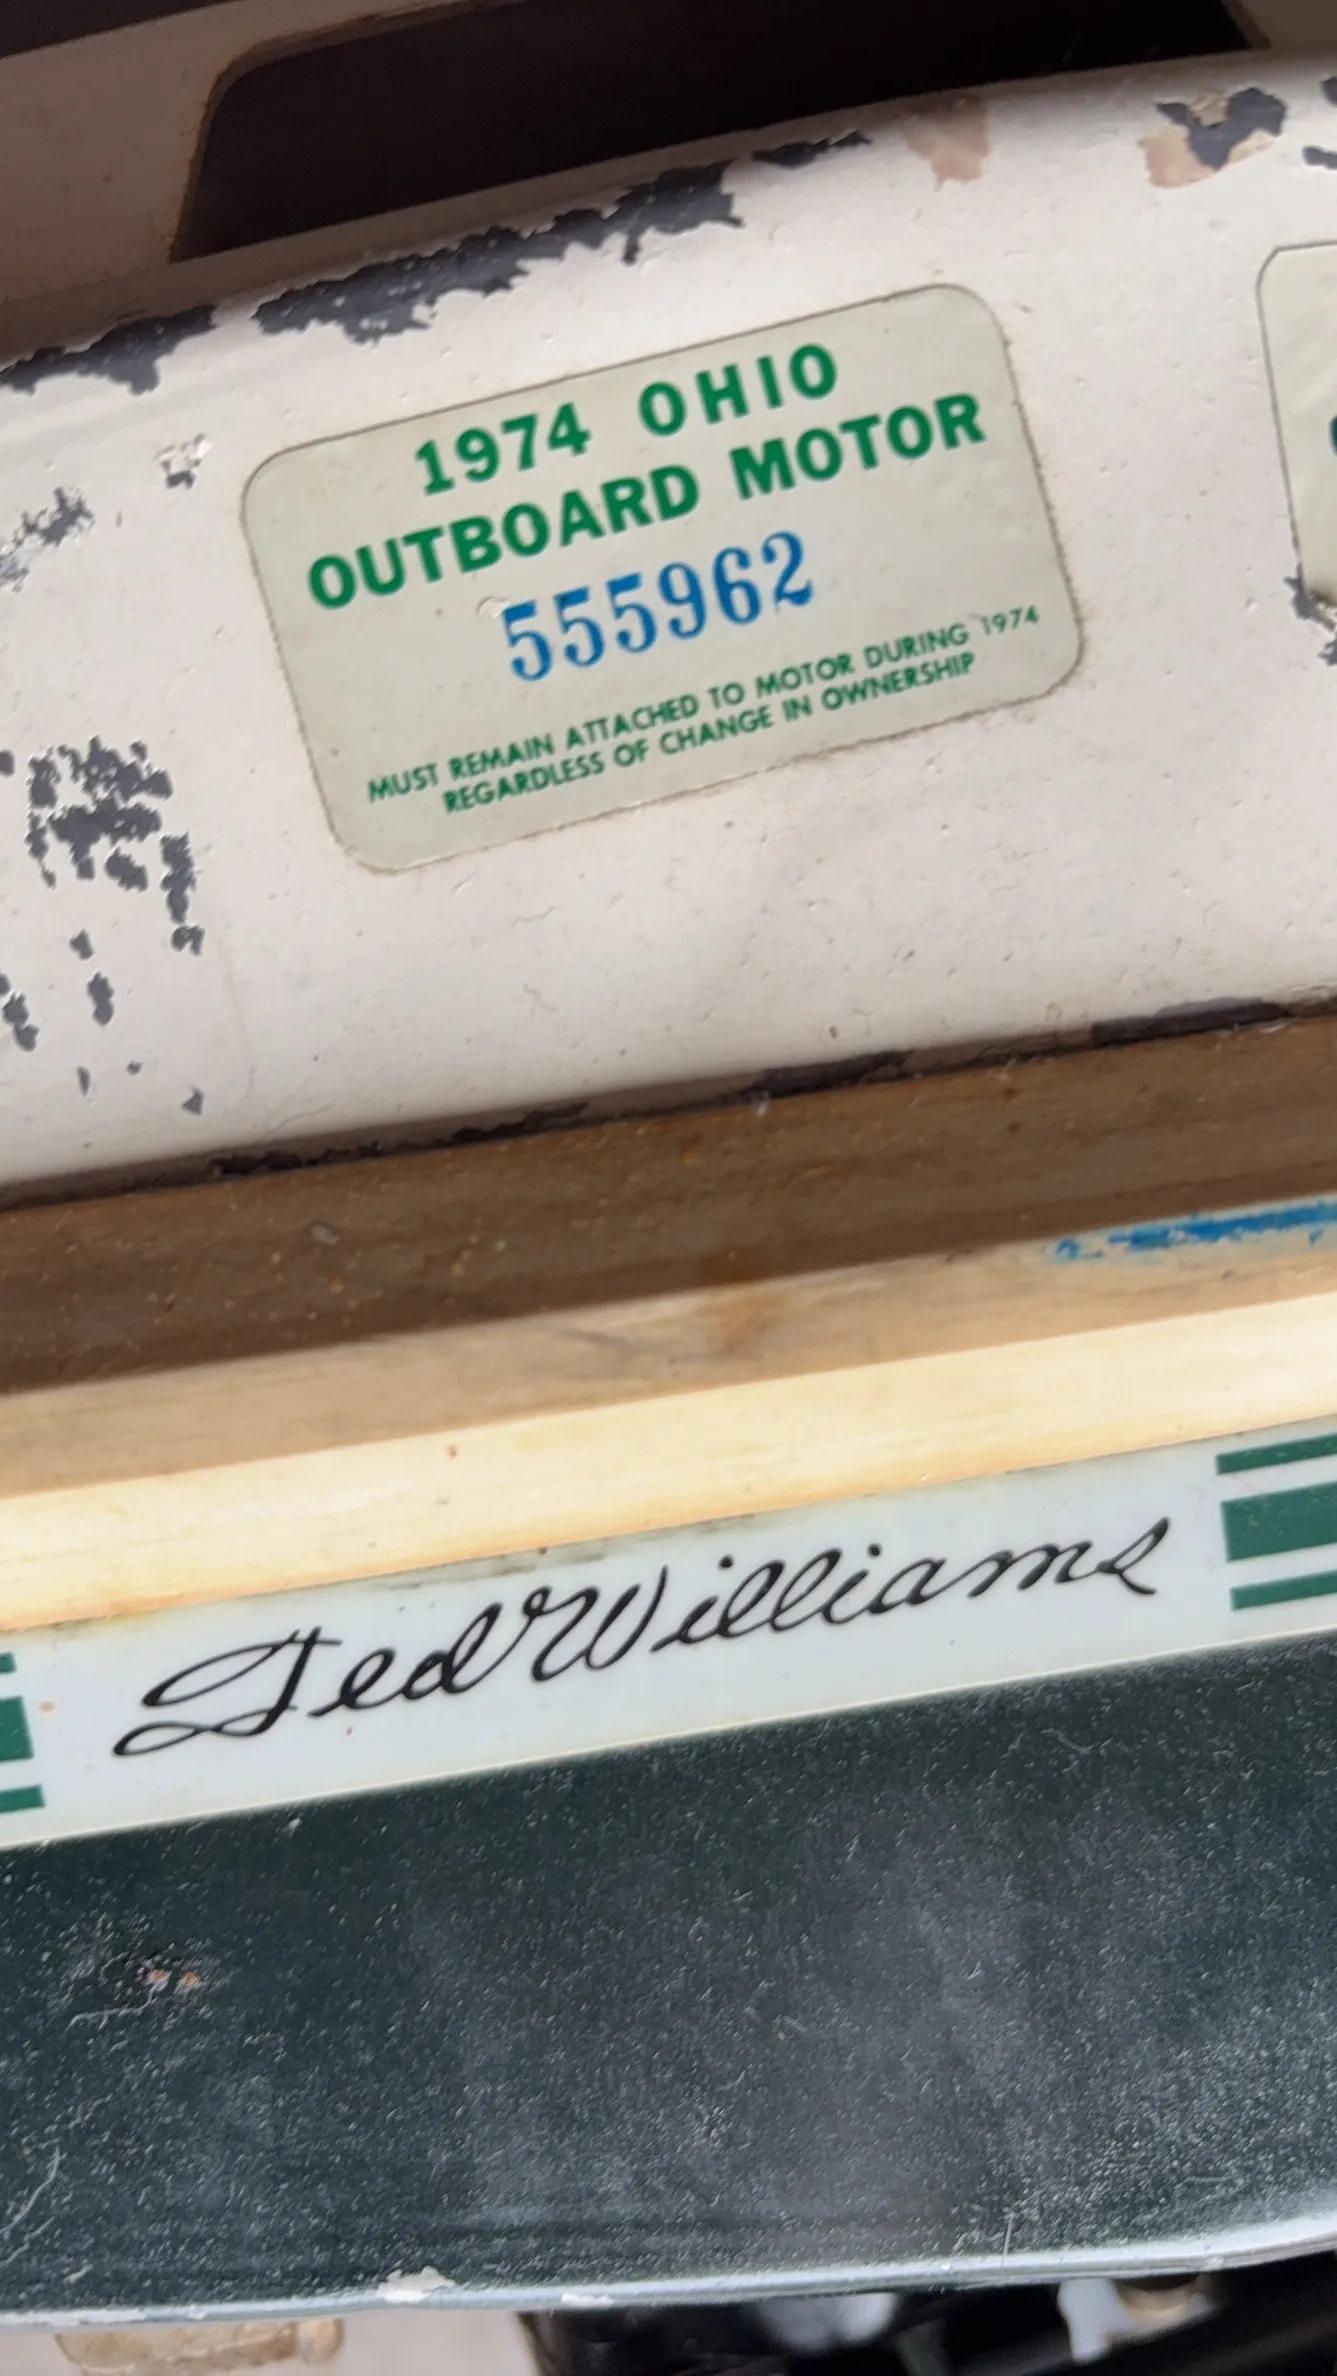 1974 OHIO
OUTBOARD MOTOR
555962
MUST REMAIN ATTACHED TO MOTOR DURING 1974
REGARDLESS OF CHANGE IN OWNERSHIP
Ted Williams